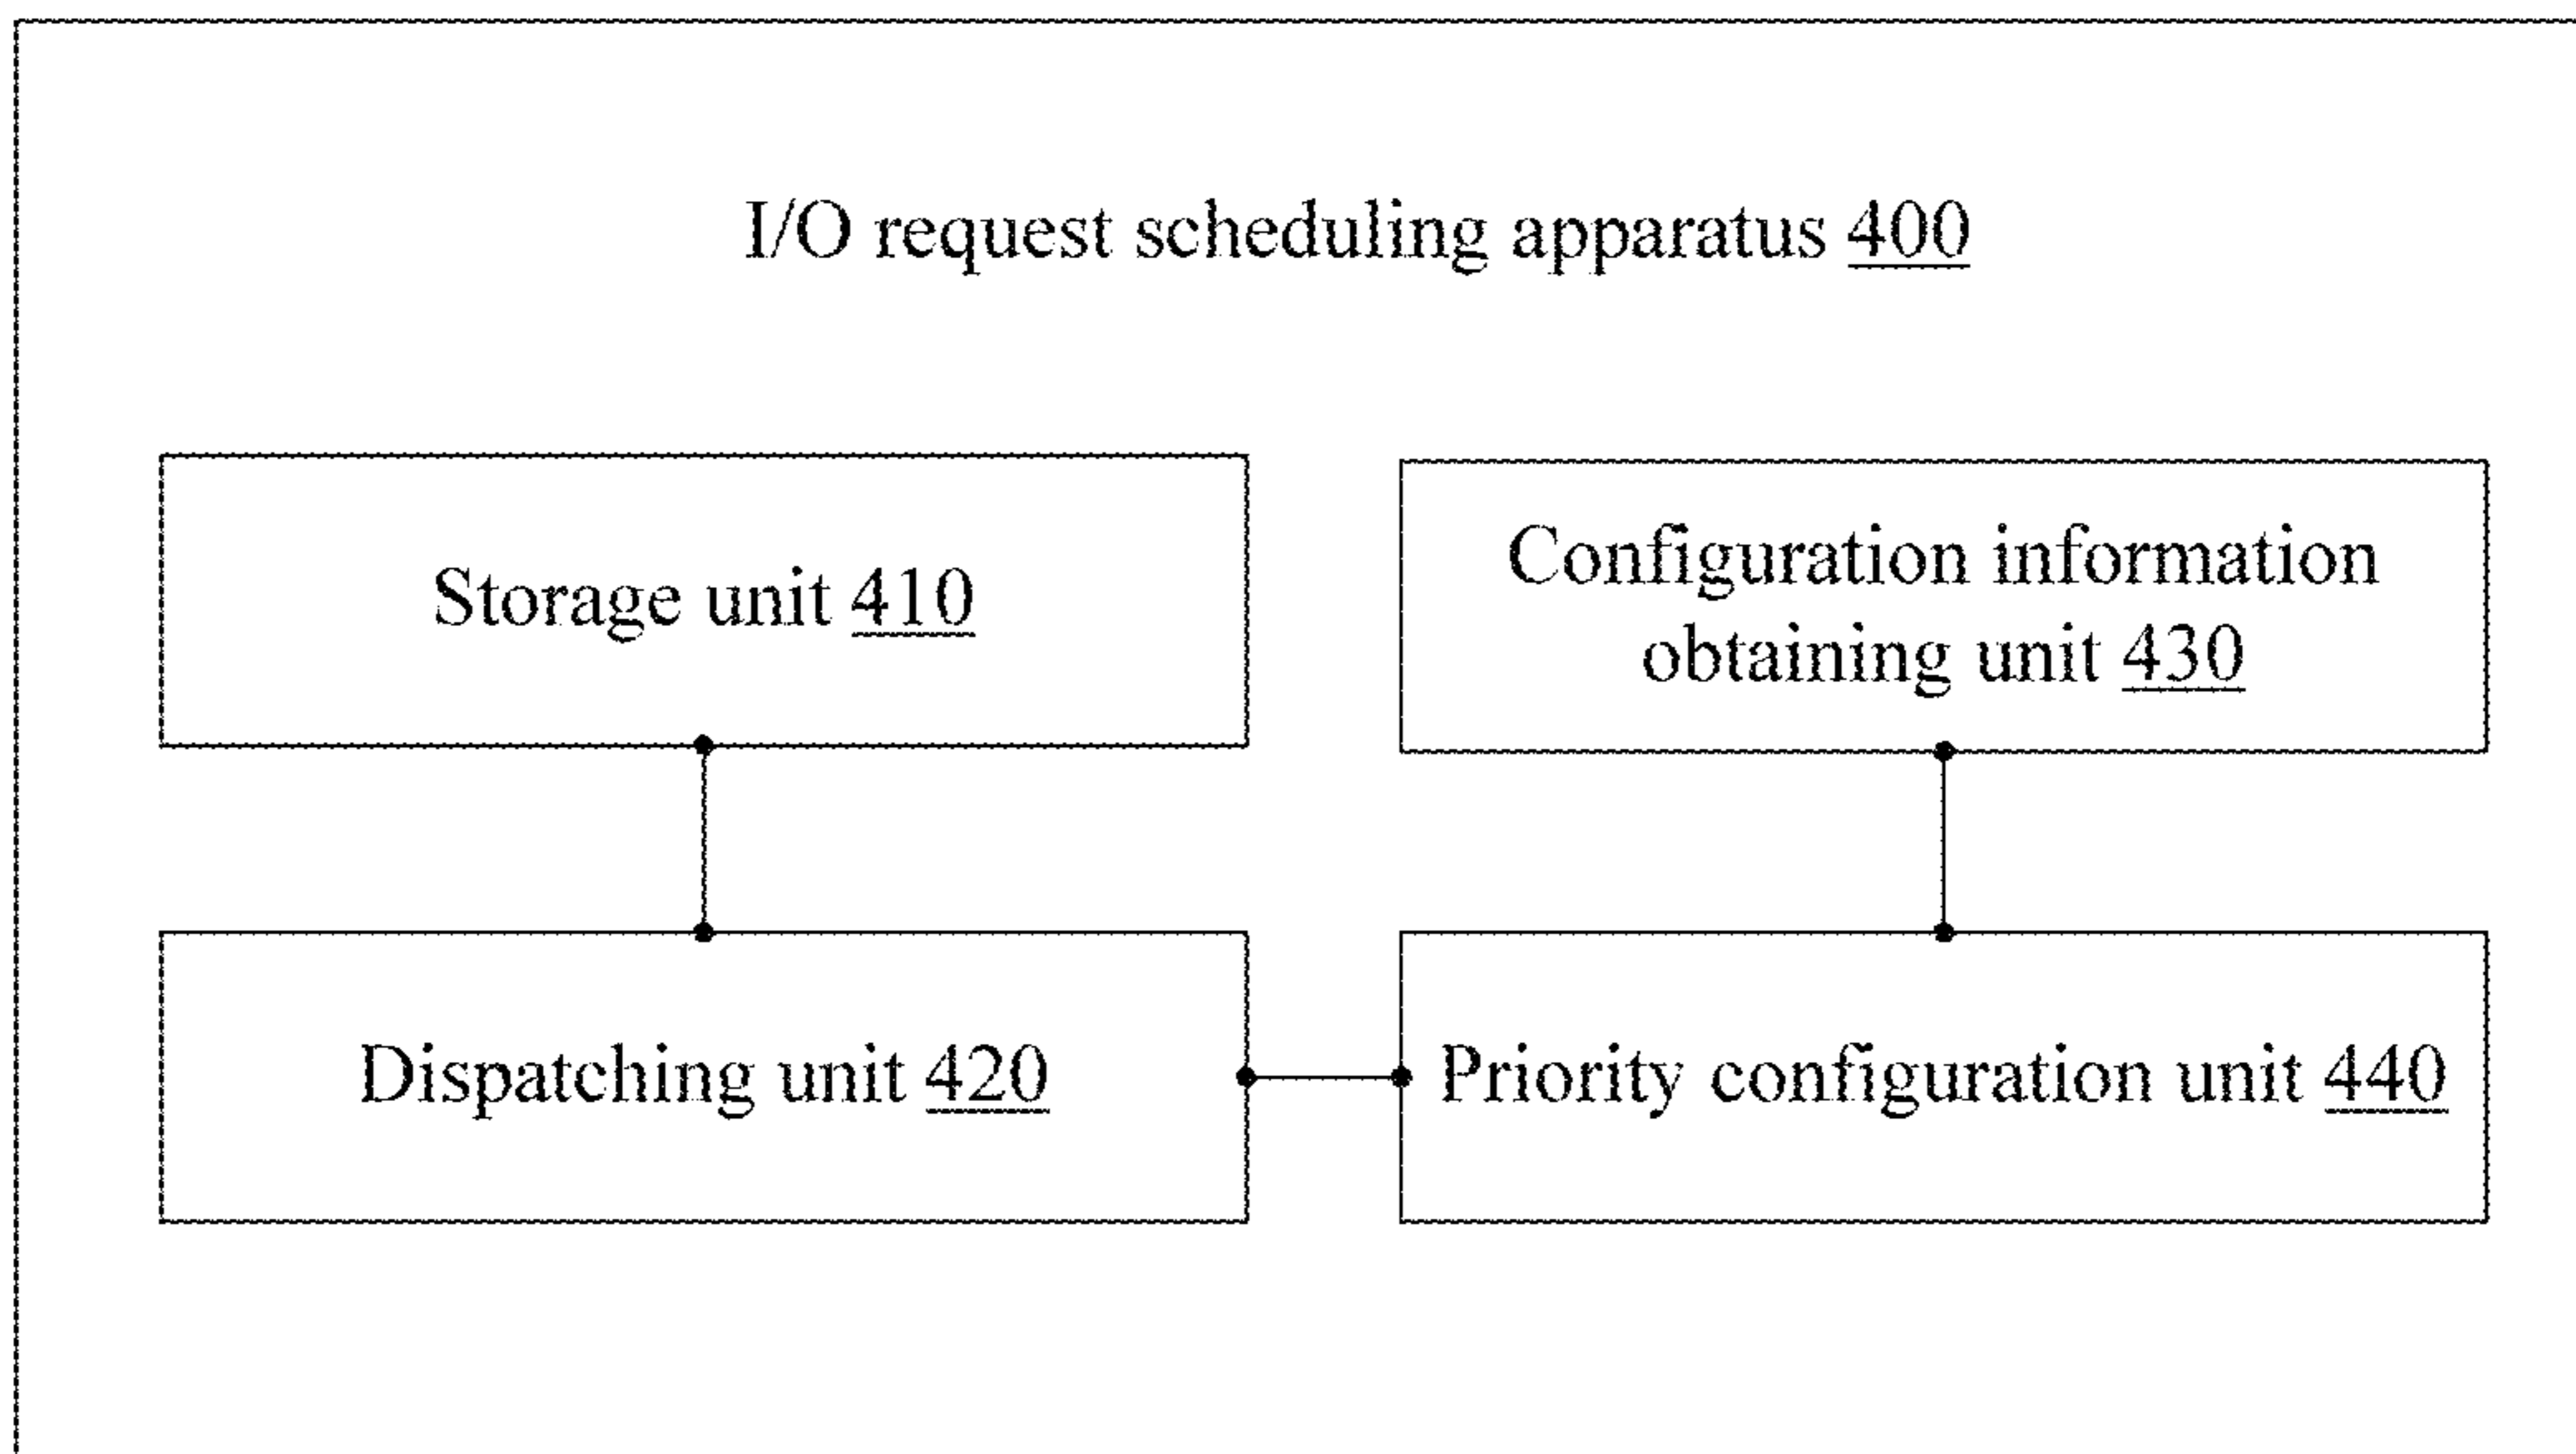 I/O request scheduling apparatus 400
Storage unit 410
Configuration information
obtaining unit 430
Dispatching unit 420
Priority configuration unit 440